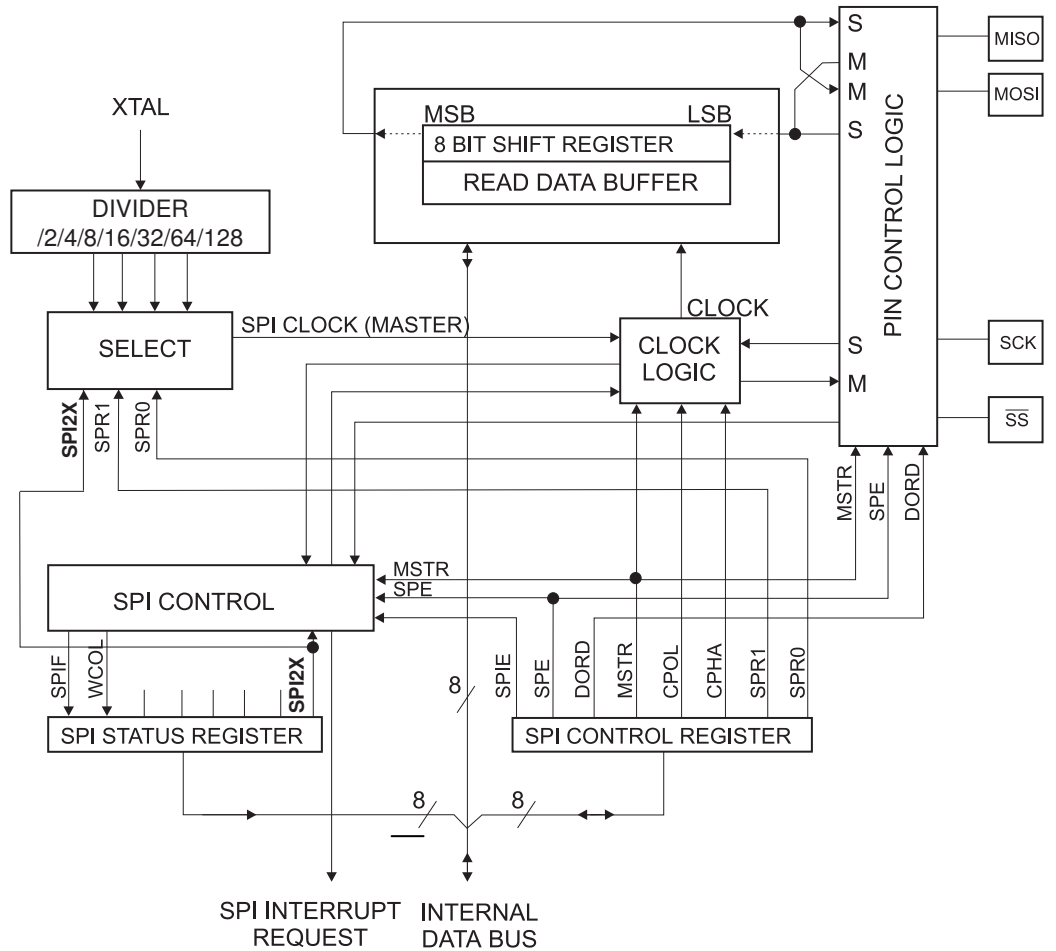 S
MISO
M
MOSI
M
XTAL
MSB
LSB
S
8 BIT SHIFT REGISTER
READ DATA BUFFER
PIN CONTROL LOGIC
DIVIDER
/2/4/8/16/32/64/128
SPI CLOCK (MASTER)
CLOCK
SELECT
CLOCK
LOGIC
S
SCK
M
SS
SPI2X
SPR1
SPR0
MSTR
SPE
DORD
MSTR
SPE
SPI CONTROL
SPIF
WCOL
SPI2X
8
SPIE
SPE
DORD
MSTR
CPOL
CPHA
SPR1
SPR0
SPI STATUS REGISTER
SPI CONTROL REGISTER
8
8
SPI INTERRUPT
REQUEST
INTERNAL
DATA BUS